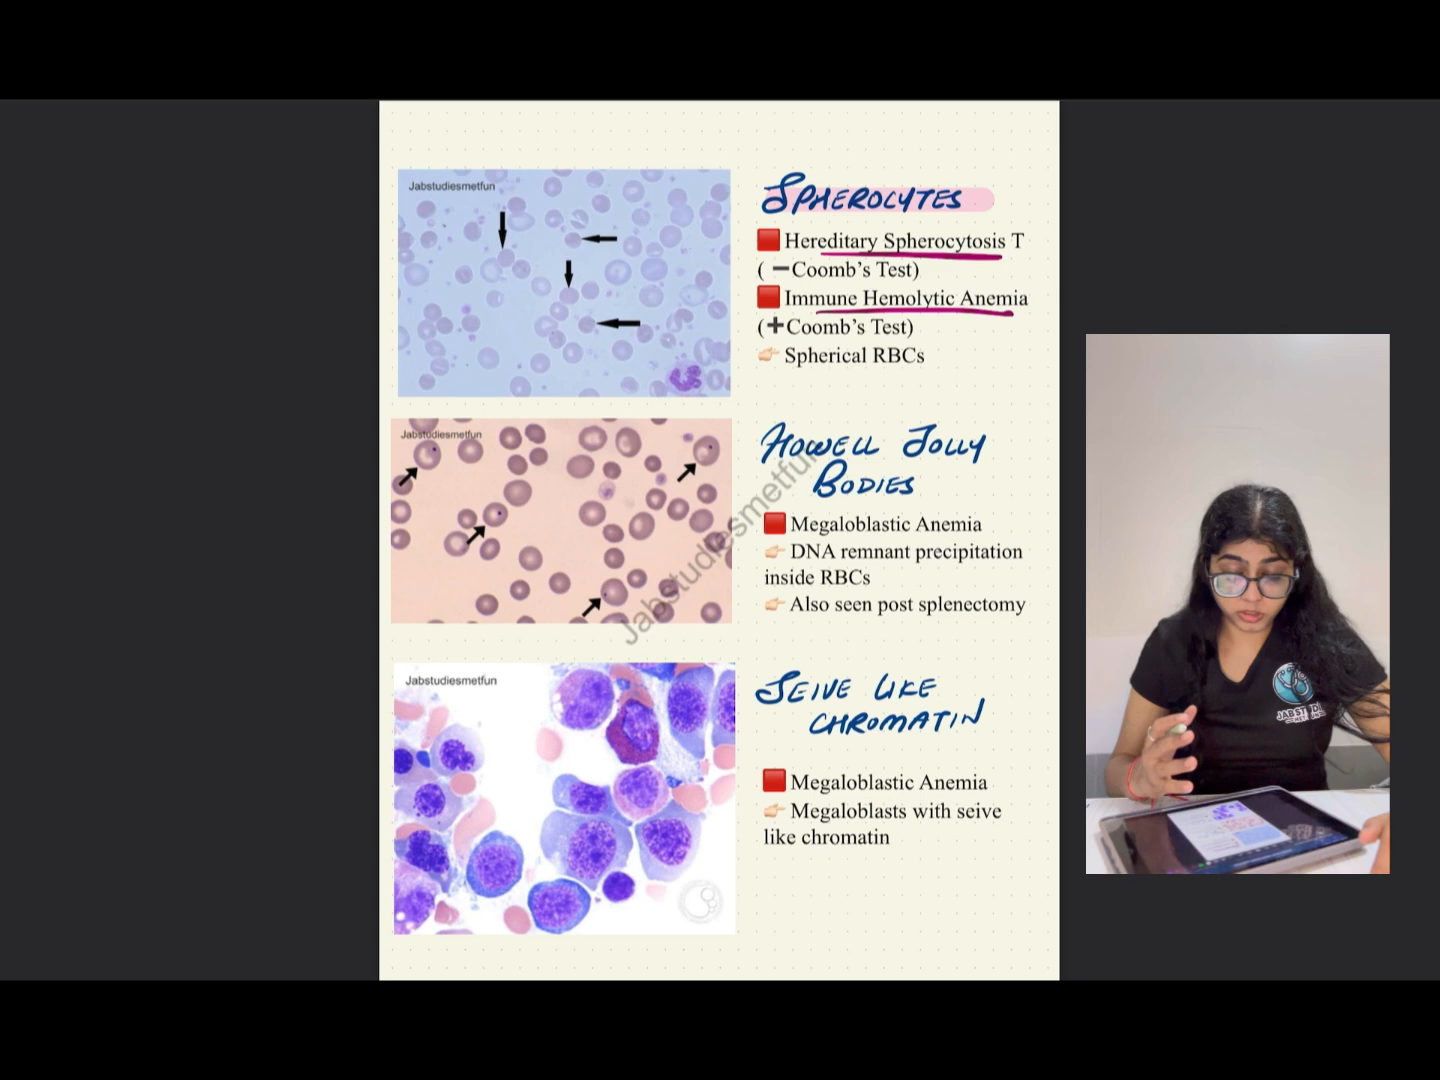 Jabstudiesmetfun
SPHEROCYTES
Hereditary Spherocytosis T
( −Coomb's Test)
Immune Hemolytic Anemia
(+Coomb's Test)
Spherical RBCs
Jabstudiesmetfun
HOWELL JOLLY
BODIES
Megaloblastic Anemia
DNA remnant precipitation
inside RBCs
Also seen post splenectomy
Jabstudiesmetfun
Jabstudiesmetfun
SEIVE LIKE
CHROMATIN
Megaloblastic Anemia
Megaloblasts with seive
like chromatin